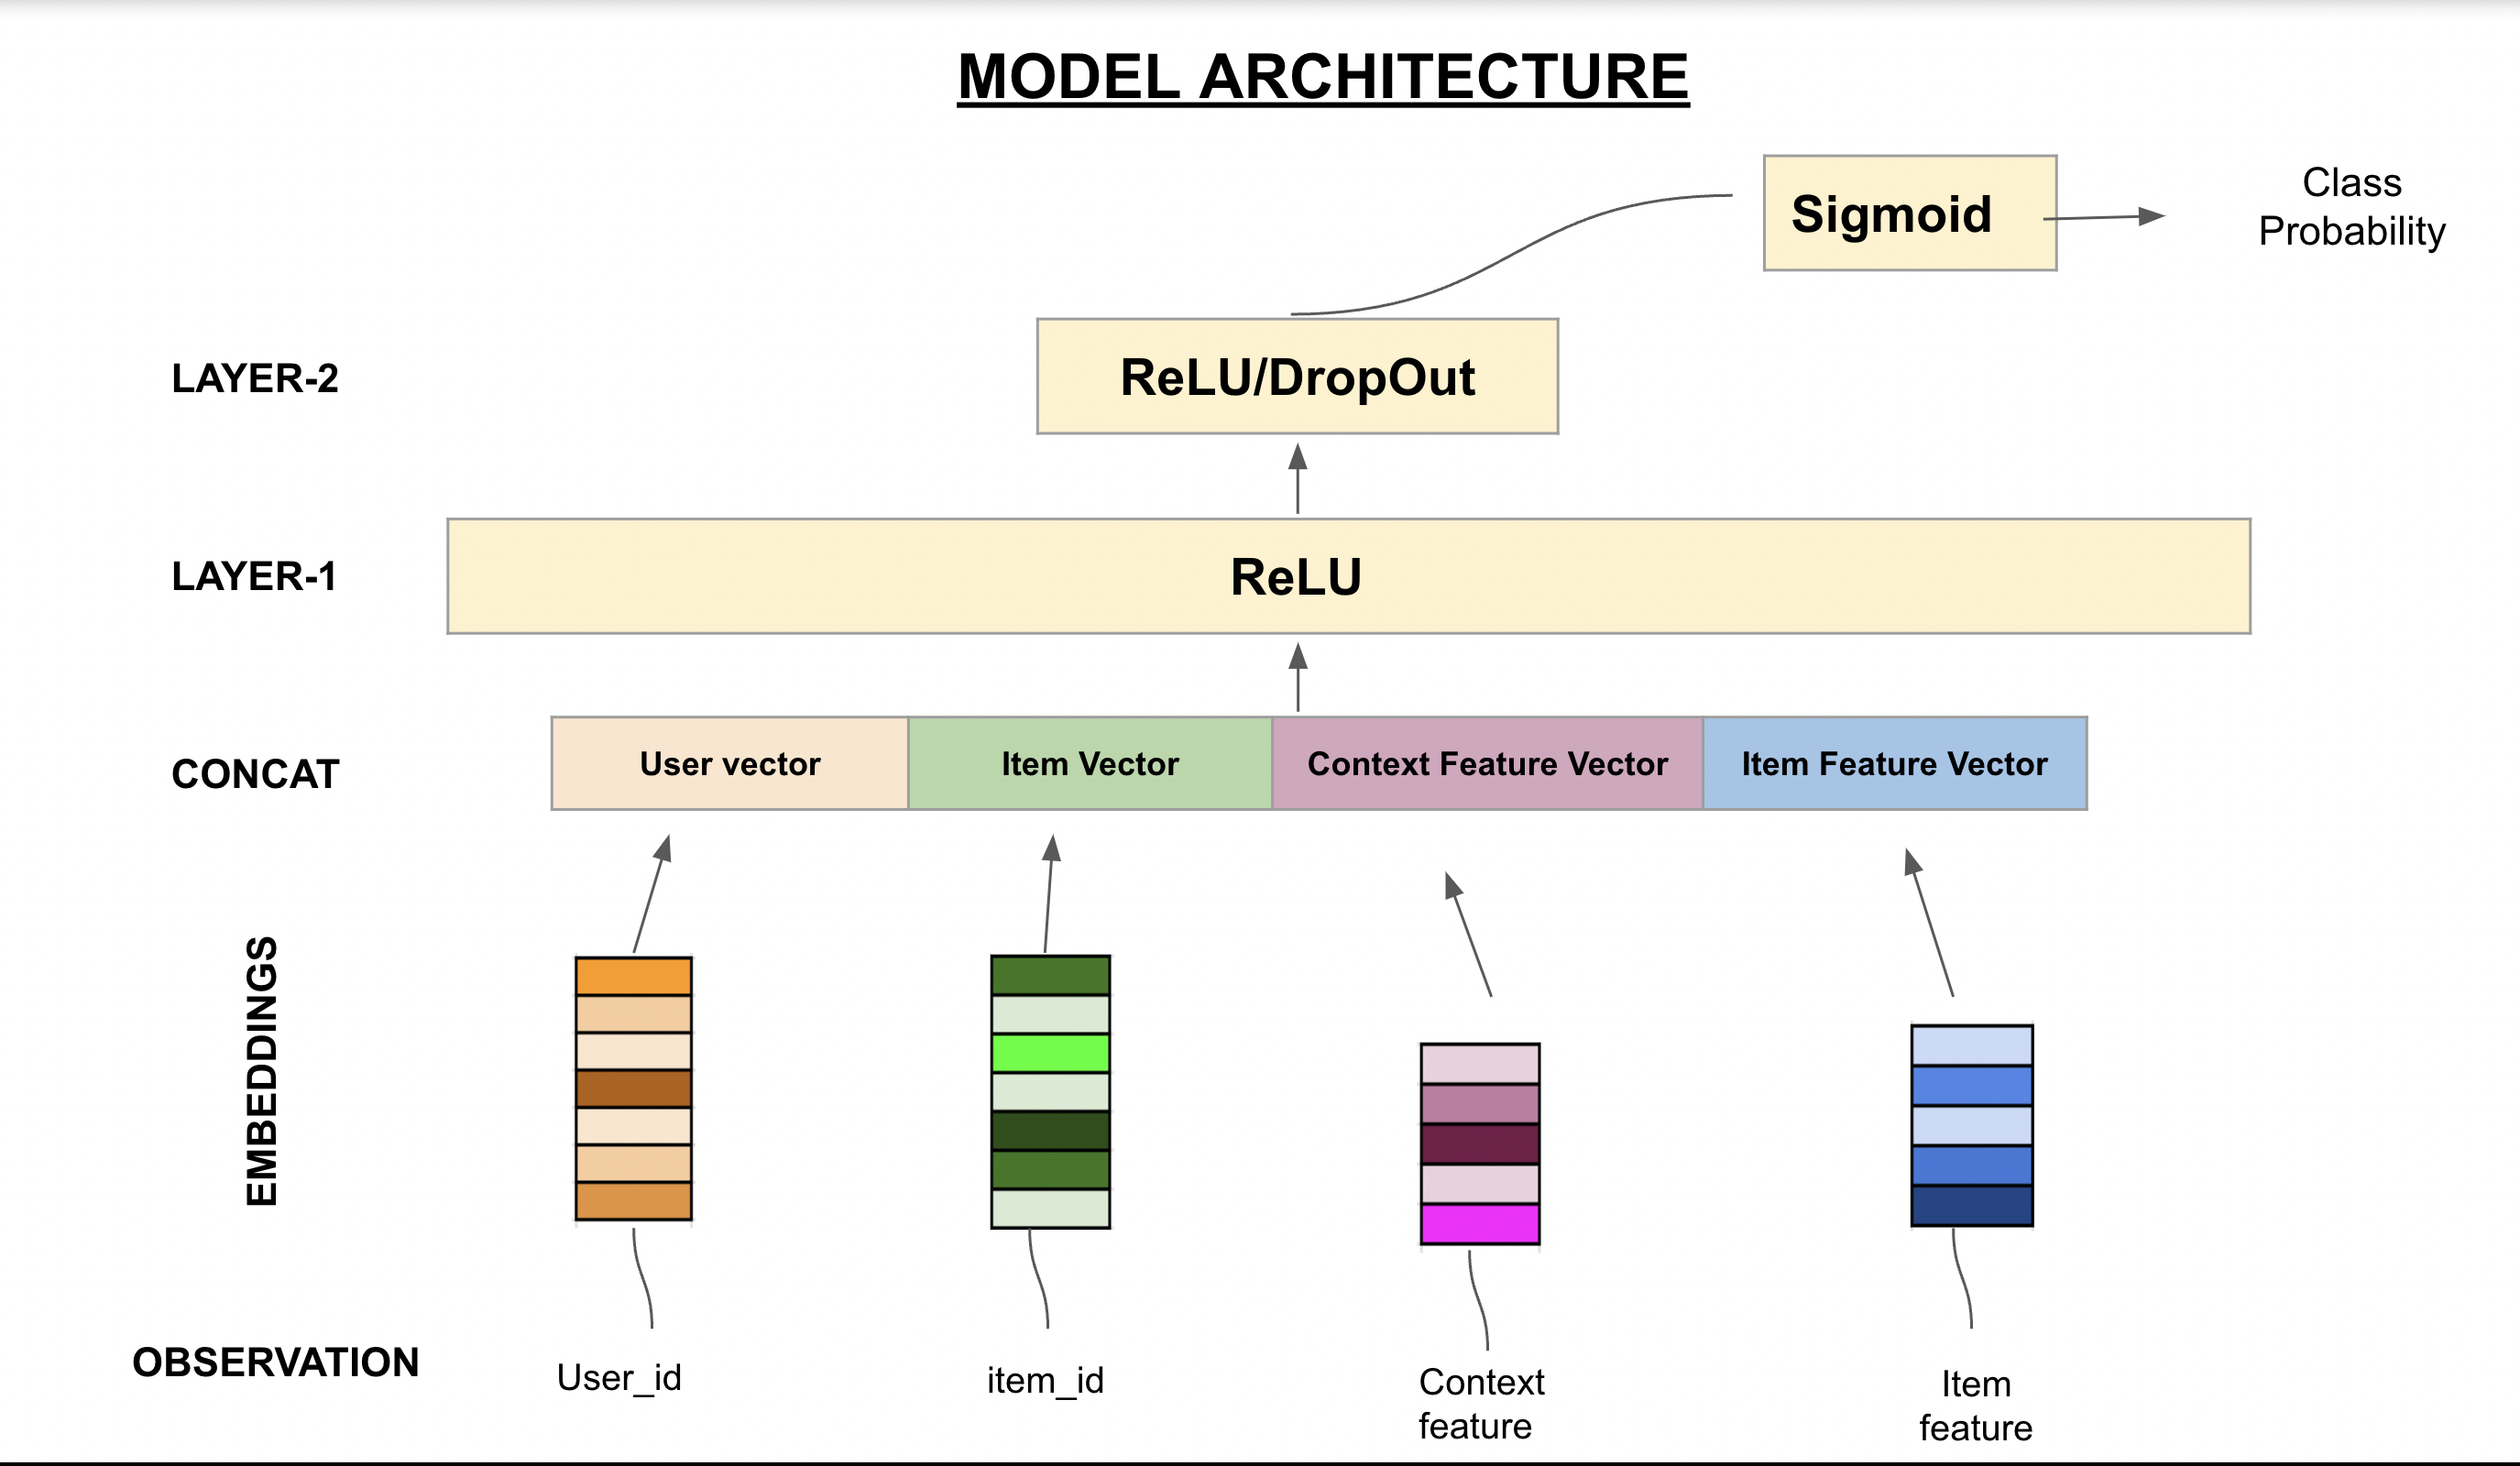 MODEL ARCHITECTURE
Sigmoid
Class
Probability
LAYER-2
ReLU/DropOut
LAYER-1
ReLU
CONCAT
User vector
Item Vector
Context Feature Vector
Item Feature Vector
EMBEDDINGS
OBSERVATION
User_id
item_id
Context
feature
Item
feature